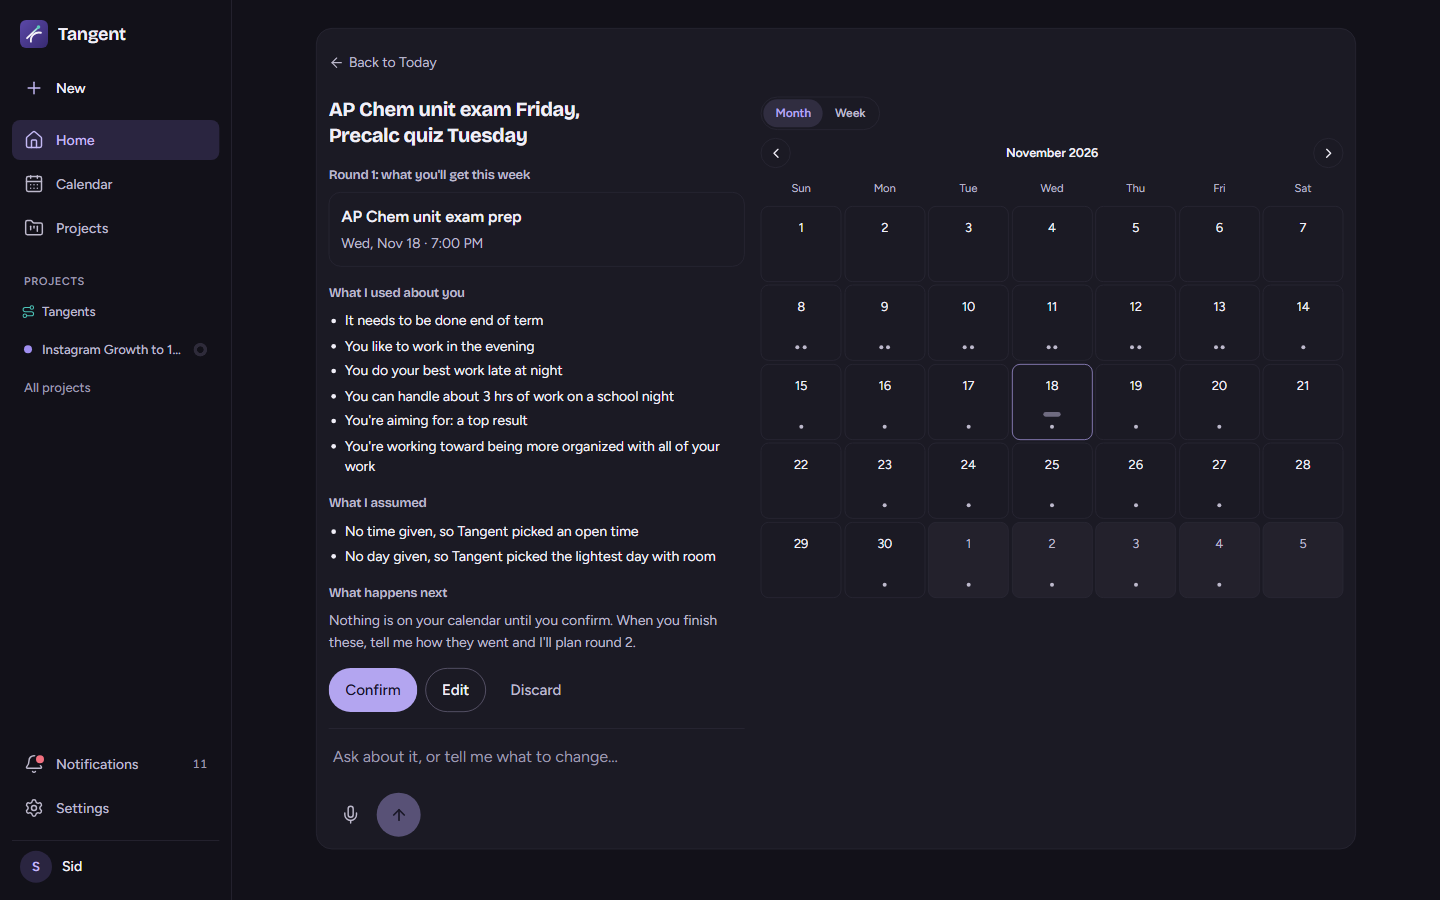 Tangent
New
Home
Calendar
Projects
PROJECTS
Tangents
Instagram Growth to 1...
All projects
Notifications 11
Settings
S Sid
Back to Today
AP Chem unit exam Friday,
Precalc quiz Tuesday
Round 1: what you'll get this week
AP Chem unit exam prep
Wed, Nov 18 · 7:00 PM
What I used about you
• It needs to be done end of term
• You like to work in the evening
• You do your best work late at night
• You can handle about 3 hrs of work on a school night
• You're aiming for: a top result
• You're working toward being more organized with all of your
work
What I assumed
• No time given, so Tangent picked an open time
• No day given, so Tangent picked the lightest day with room
What happens next
Nothing is on your calendar until you confirm. When you finish
these, tell me how they went and I'll plan round 2.
Confirm Edit Discard
Ask about it, or tell me what to change...
Month Week
November 2026
Sun Mon Tue Wed Thu Fri Sat
1 2 3 4 5 6 7
8 9 10 11 12 13 14
15 16 17 18 19 20 21
22 23 24 25 26 27 28
29 30 1 2 3 4 5